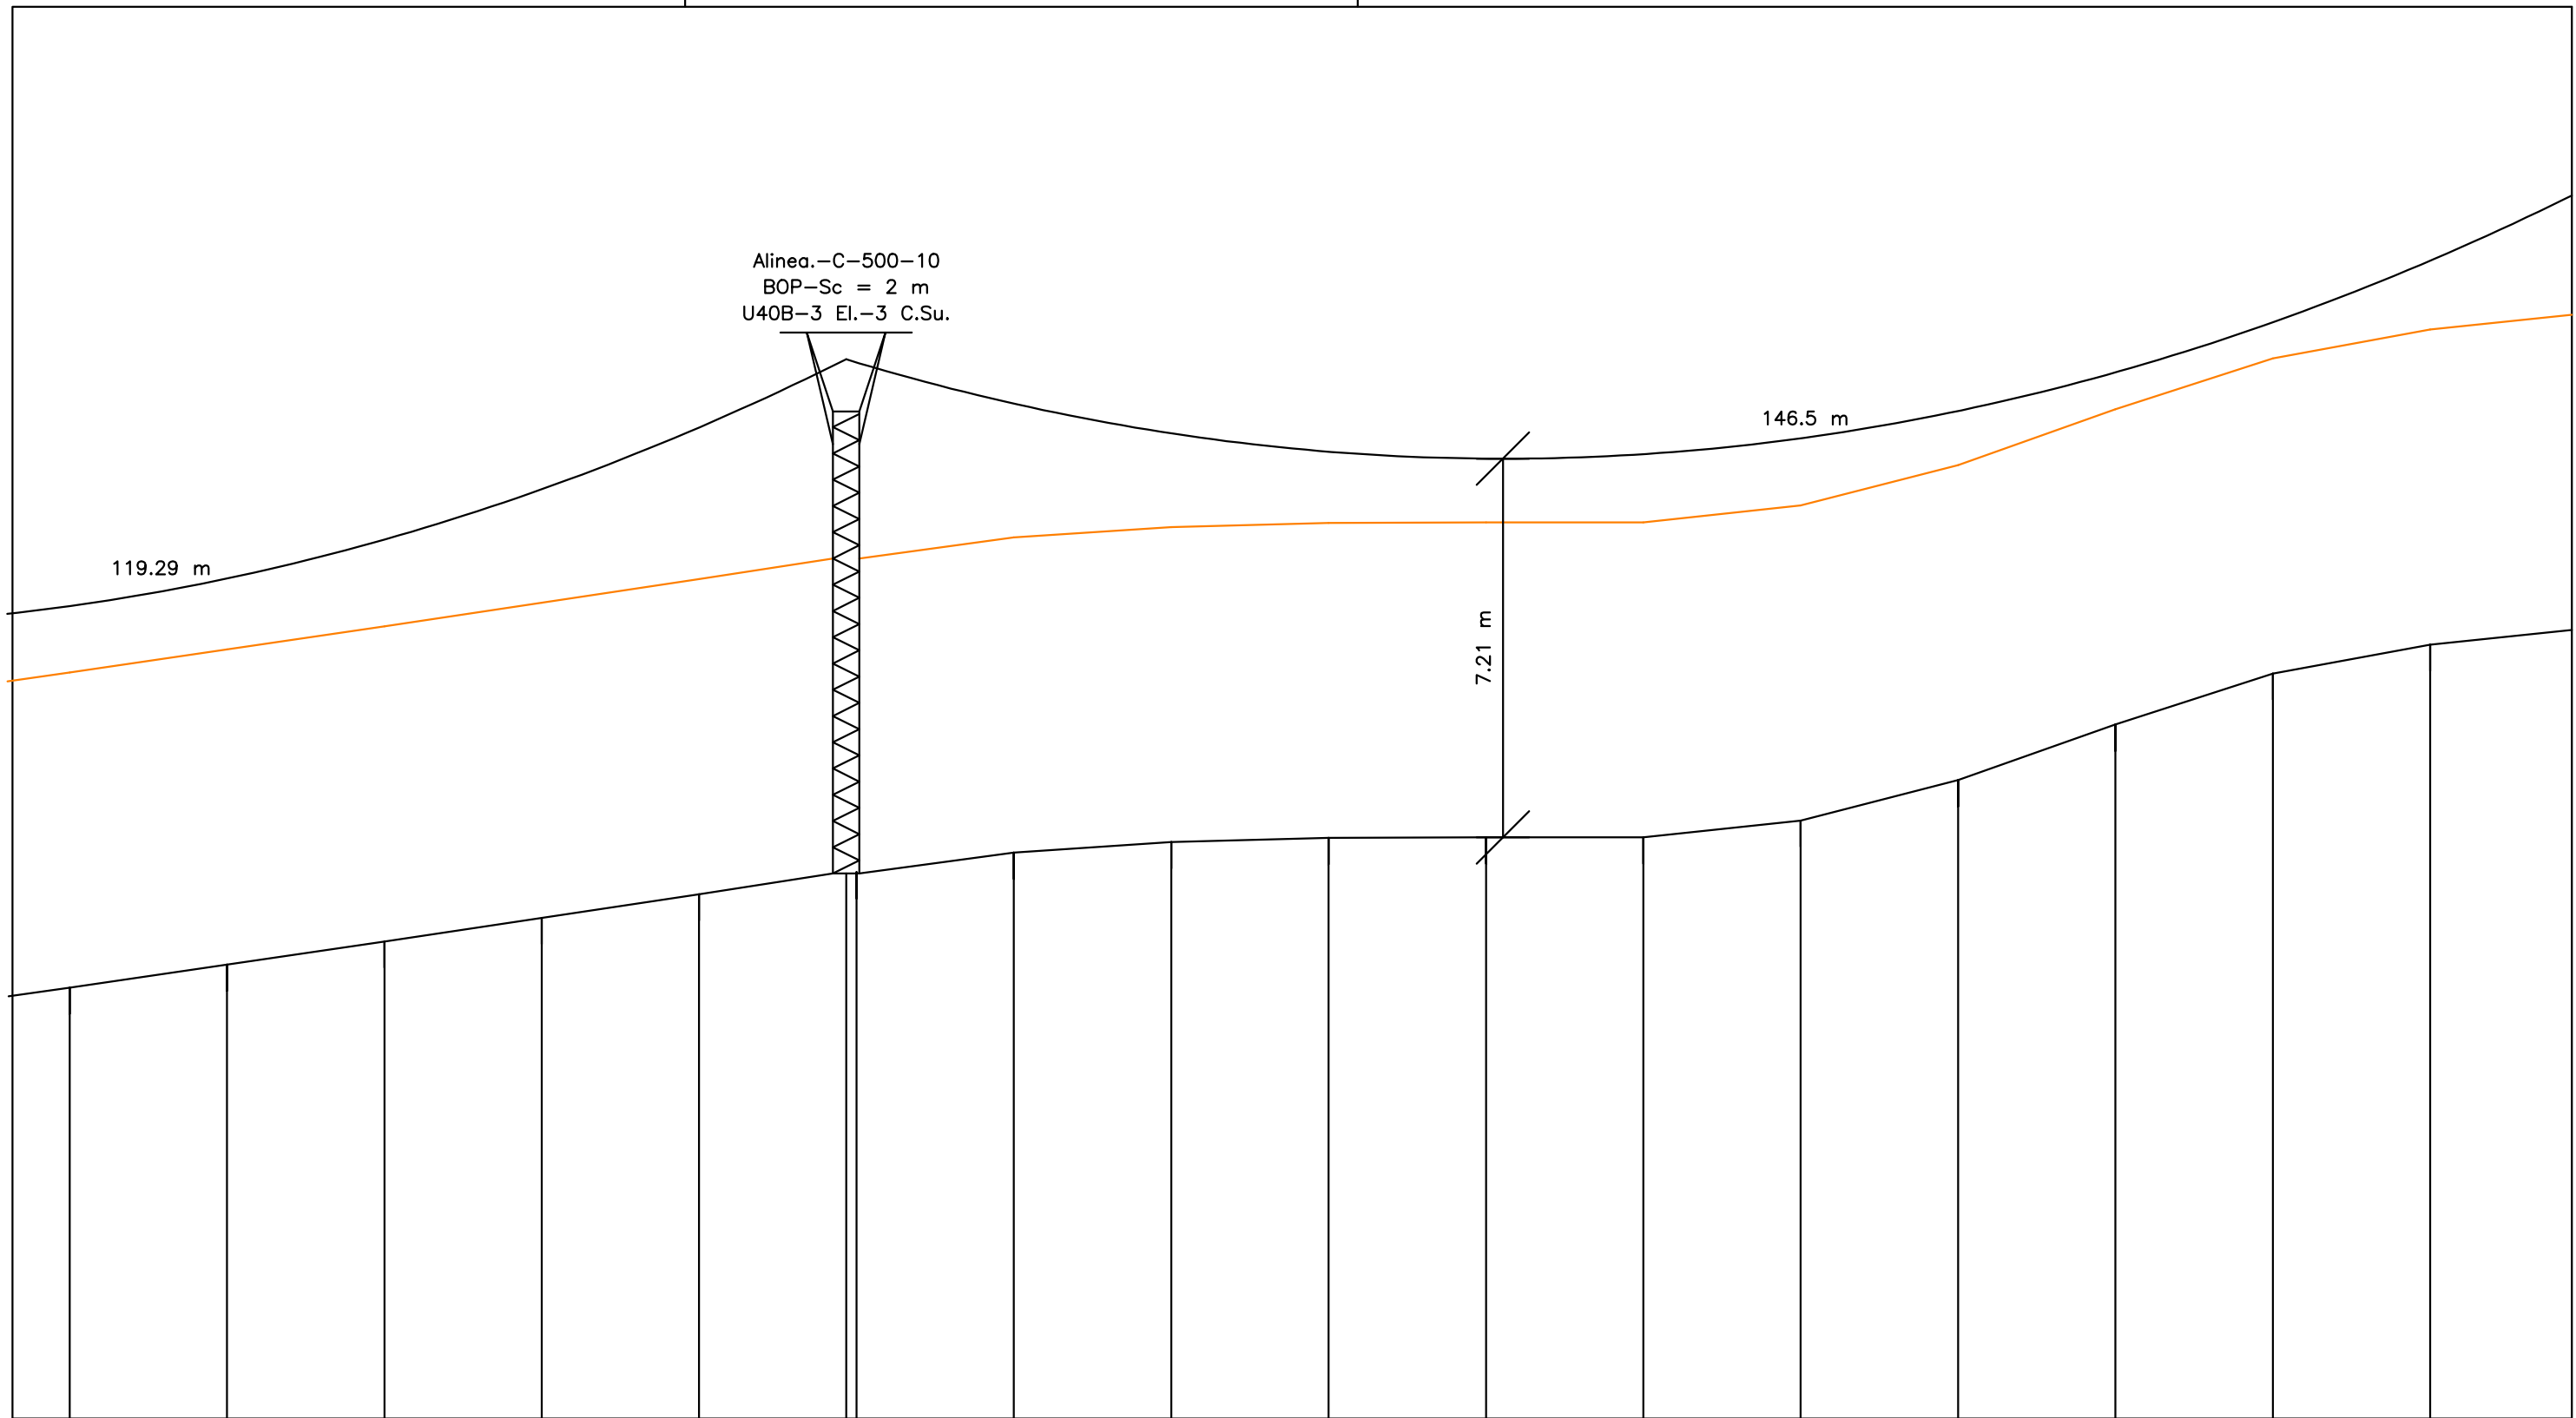 Alinea.-C-500-10
BOP-Sc = 2 m
U40B-3 El.-3 C.Su.
146.5 m
119.29 m
7.21 m